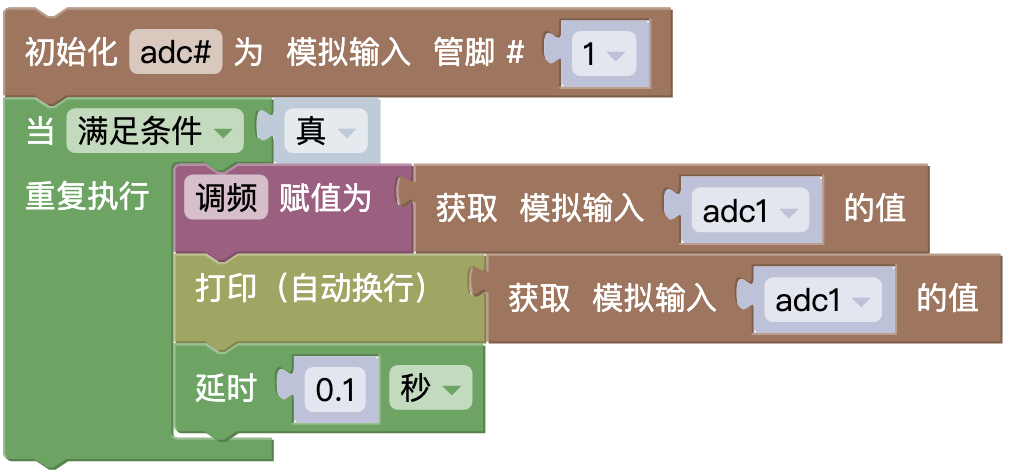 初始化 adc# 为 模拟输入 管脚 # 1
当 满足条件 真
重复执行 调频 赋值为 获取 模拟输入 adc1 的值
打印（自动换行） 获取 模拟输入 adc1 的值
延时 0.1 秒